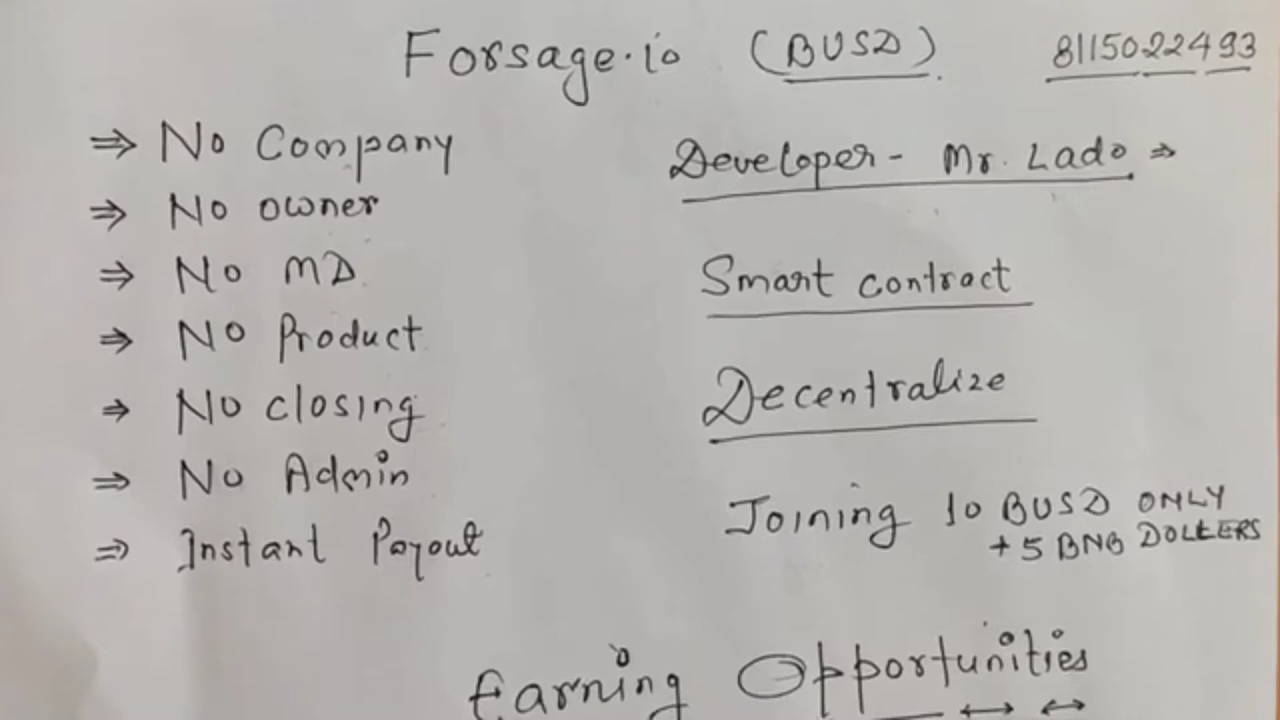 Forsage.io (BUSD) 8115022493
⇒ No Company
⇒ No owner
⇒ No MD
⇒ No Product
⇒ No closing
⇒ No Admin
⇒ Instant Payout
Developer - Mr. Lado ⇒
Smart contract
Decentralize
Joining 10 BUSD ONLY
+ 5 BNB DOLLERS
Earning Opportunities